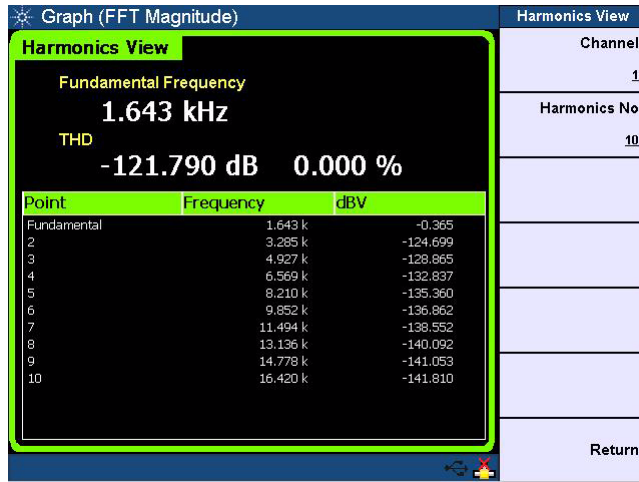 Graph (FFT Magnitude)
Harmonics View
Fundamental Frequency
1.643 kHz
THD
-121.790 dB 0.000 %
Point Frequency dBV
Fundamental 1.643 k -0.365
2 3.285 k -124.699
3 4.927 k -128.865
4 6.569 k -132.837
5 8.210 k -135.360
6 9.852 k -136.862
7 11.494 k -138.552
8 13.136 k -140.092
9 14.778 k -141.053
10 16.420 k -141.810
Harmonics View
Channel
1
Harmonics No
10
Return